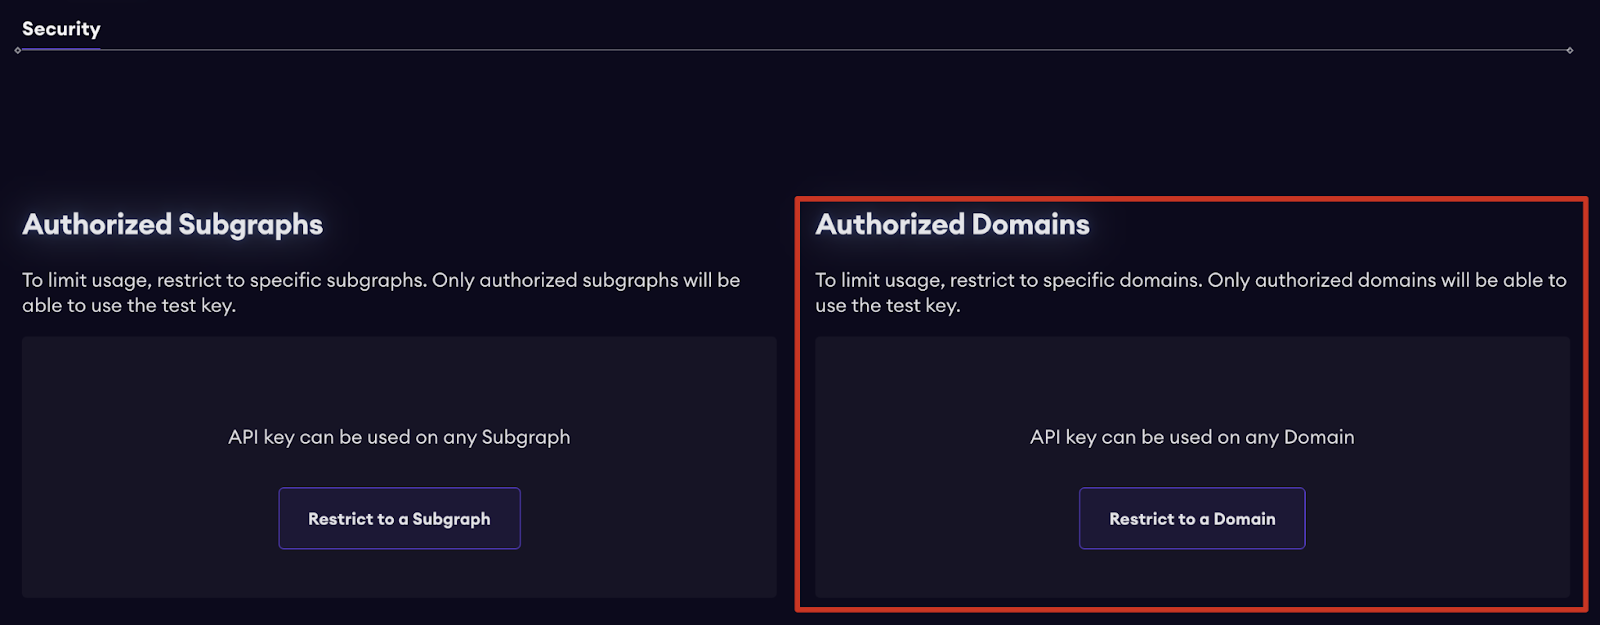 Security
Authorized Subgraphs
To limit usage, restrict to specific subgraphs. Only authorized subgraphs will be
able to use the test key.
API key can be used on any Subgraph
Restrict to a Subgraph
Authorized Domains
To limit usage, restrict to specific domains. Only authorized domains will be able to
use the test key.
API key can be used on any Domain
Restrict to a Domain